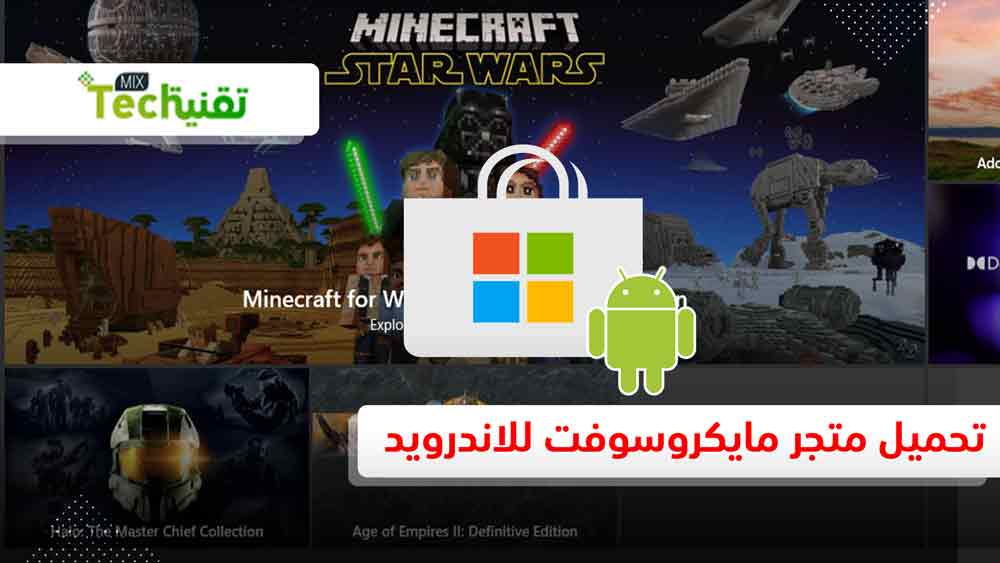 MINECRAFT
STAR WARS
MIX
Tech تقنية
Add
Minecraft for W
Explo
تحميل متجر مايكروسوفت للاندرويد
Halo: The Master Chief Collection
Age of Empires II: Definitive Edition